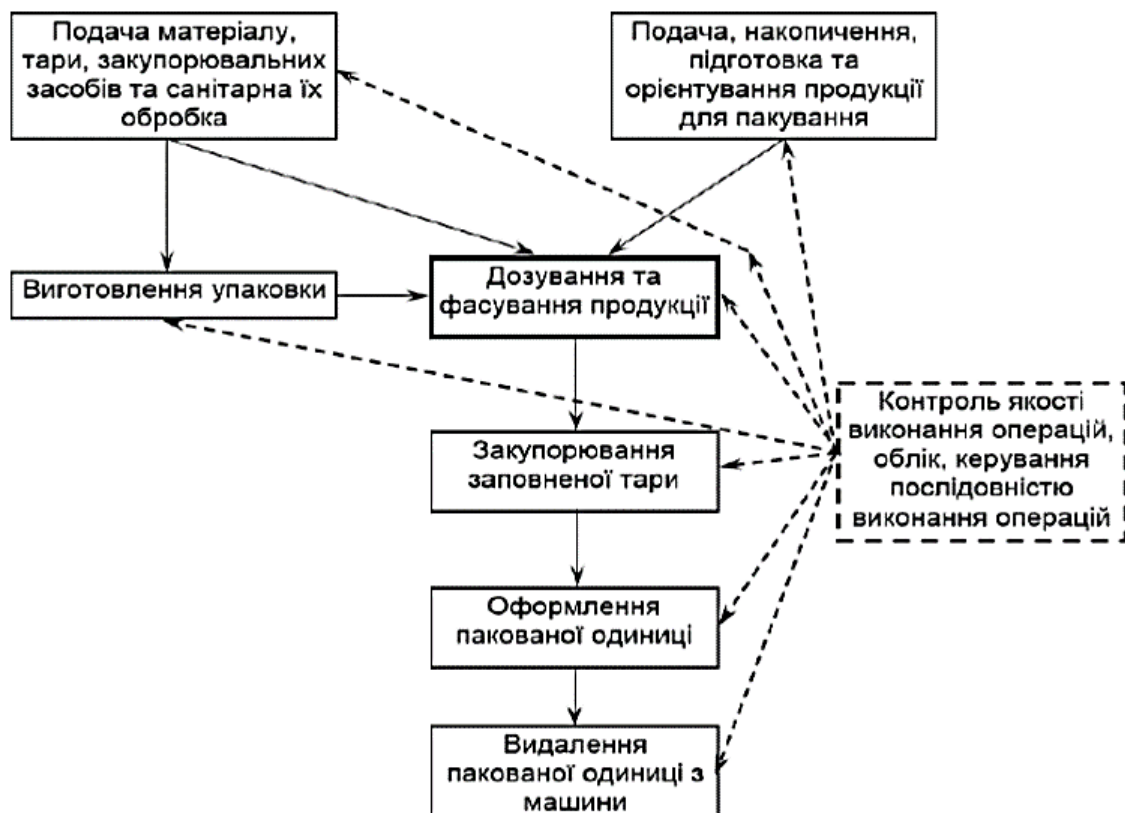 Подача матеріалу,
тари, закупорювальних
засобів та санітарна їх
обробка
Подача, накопичення,
підготовка та
орієнтування продукції
для пакування
Виготовлення упаковки
Дозування та
фасування продукції
Контроль якості
виконання операцій,
облік, керування
послідовністю
виконання операцій
Закупорювання
заповненої тари
Оформлення
пакованої одиниці
Видалення
пакованої одиниці з
машини